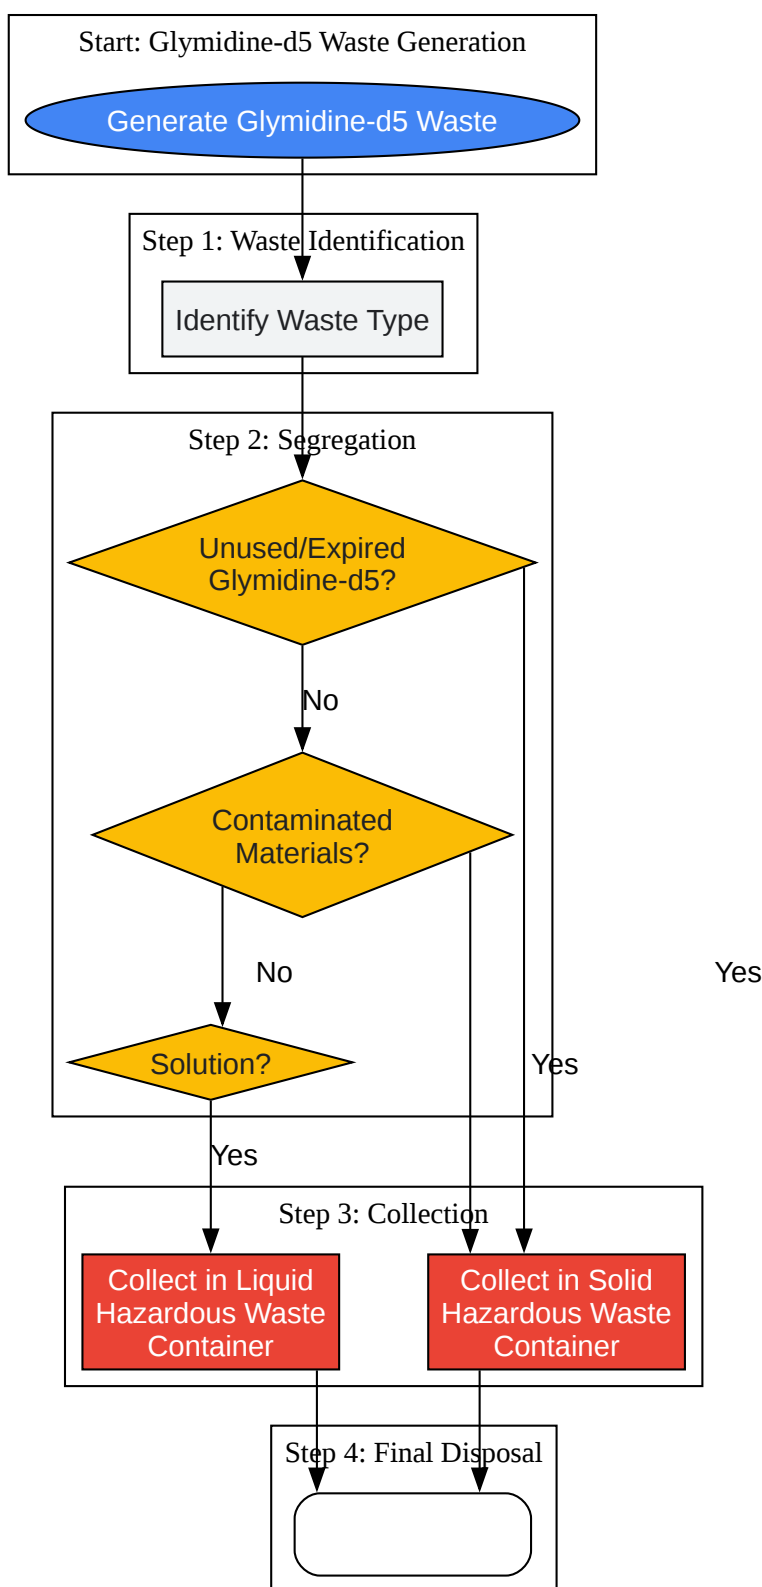 Start: Glymidine-d5 Waste Generation
Generate Glymidine-d5 Waste
Step 1: Waste Identification
Identify Waste Type
Step 2: Segregation
Unused/Expired
Glymidine-d5?
No
Contaminated
Materials?
No
Yes
Solution?
Yes
Yes
Step 3: Collection
Collect in Liquid
Hazardous Waste
Container
Collect in Solid
Hazardous Waste
Container
Step 4: Final Disposal